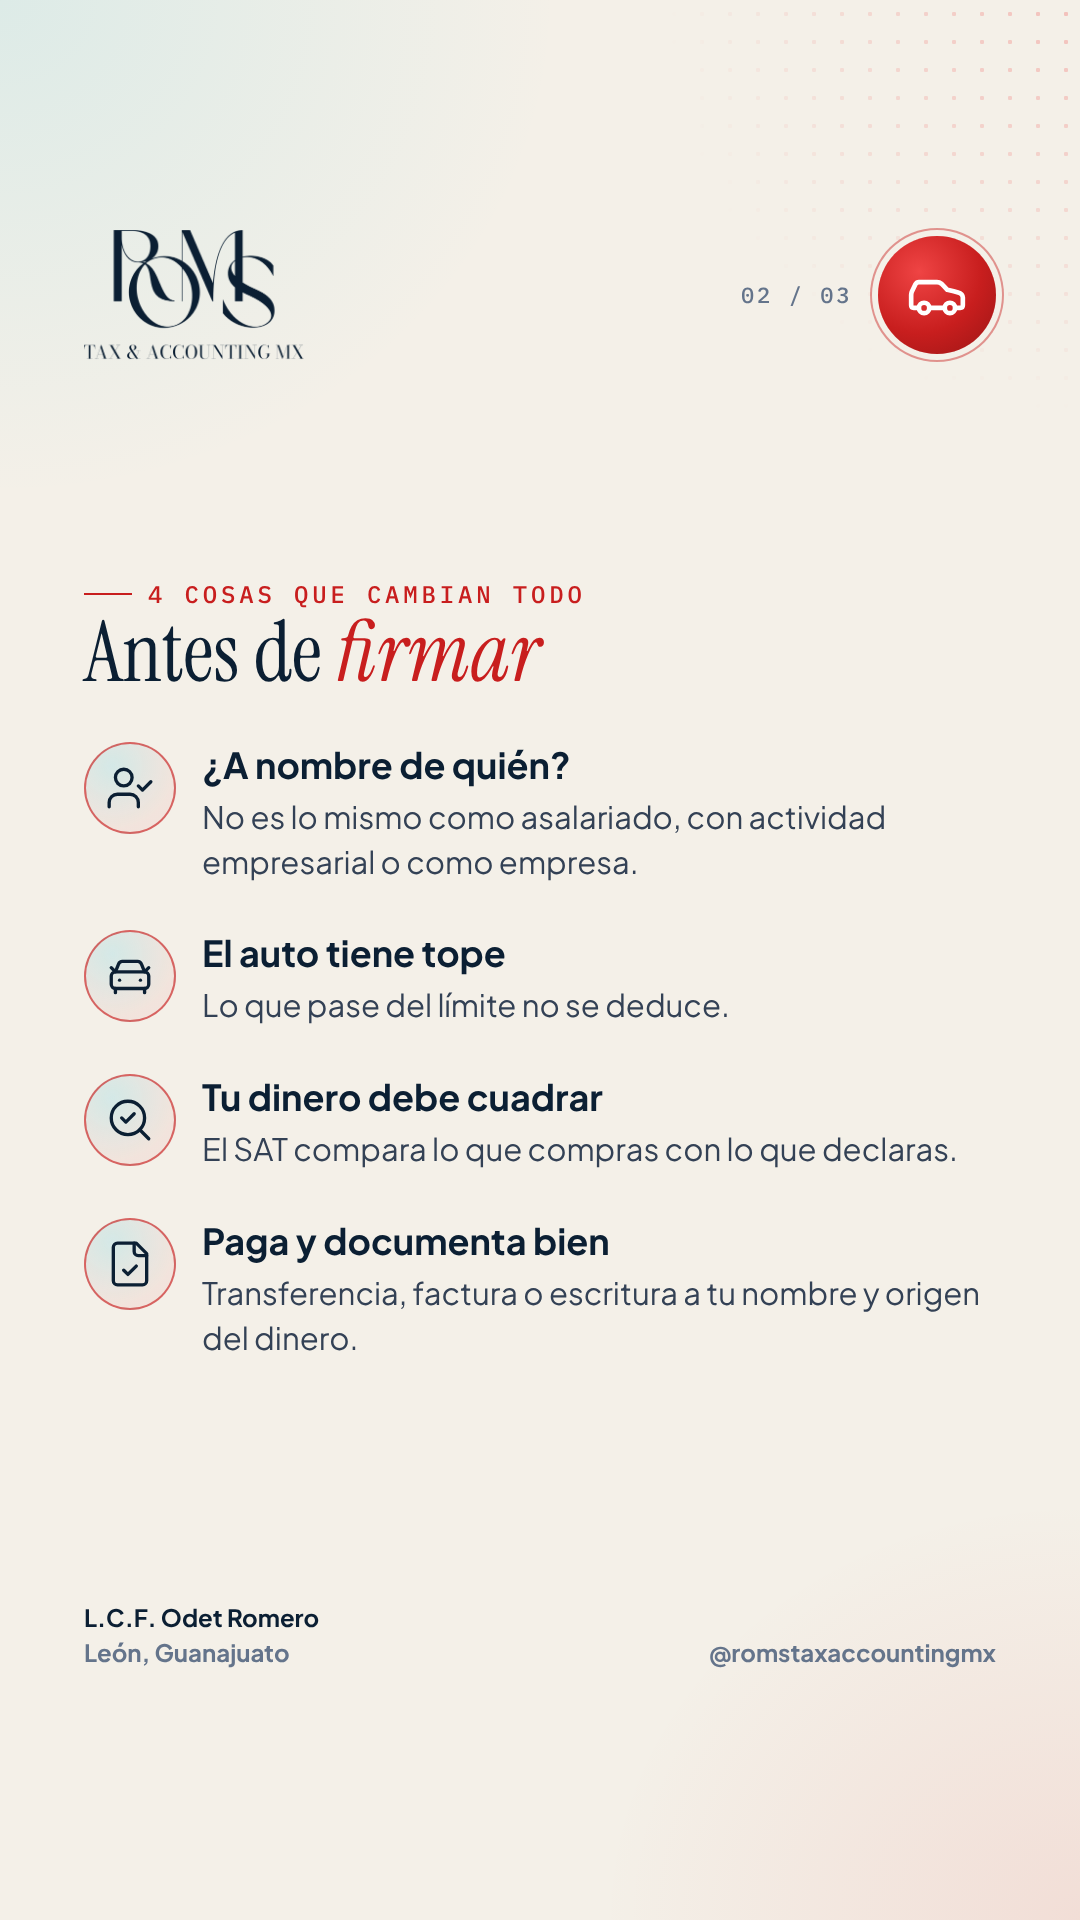 ROMS
TAX & ACCOUNTING MX
02 / 03
4 COSAS QUE CAMBIAN TODO
Antes de firmar
¿A nombre de quién?
No es lo mismo como asalariado, con actividad
empresarial o como empresa.
El auto tiene tope
Lo que pase del límite no se deduce.
Tu dinero debe cuadrar
El SAT compara lo que compras con lo que declaras.
Paga y documenta bien
Transferencia, factura o escritura a tu nombre y origen
del dinero.
L.C.F. Odet Romero
León, Guanajuato
@romstaxaccountingmx